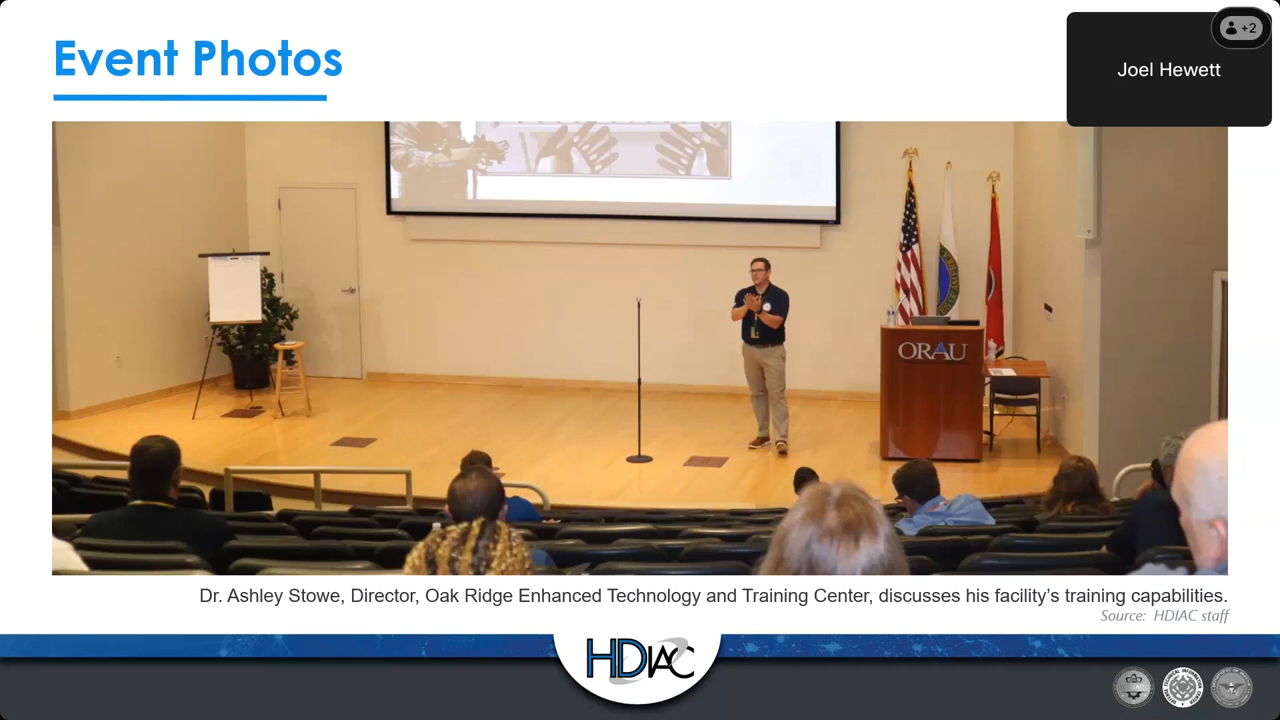 Event Photos
+2
Joel Hewett
ORAU
Dr. Ashley Stowe, Director, Oak Ridge Enhanced Technology and Training Center, discusses his facility's training capabilities.
Source: HDIAC staff
HDIAC